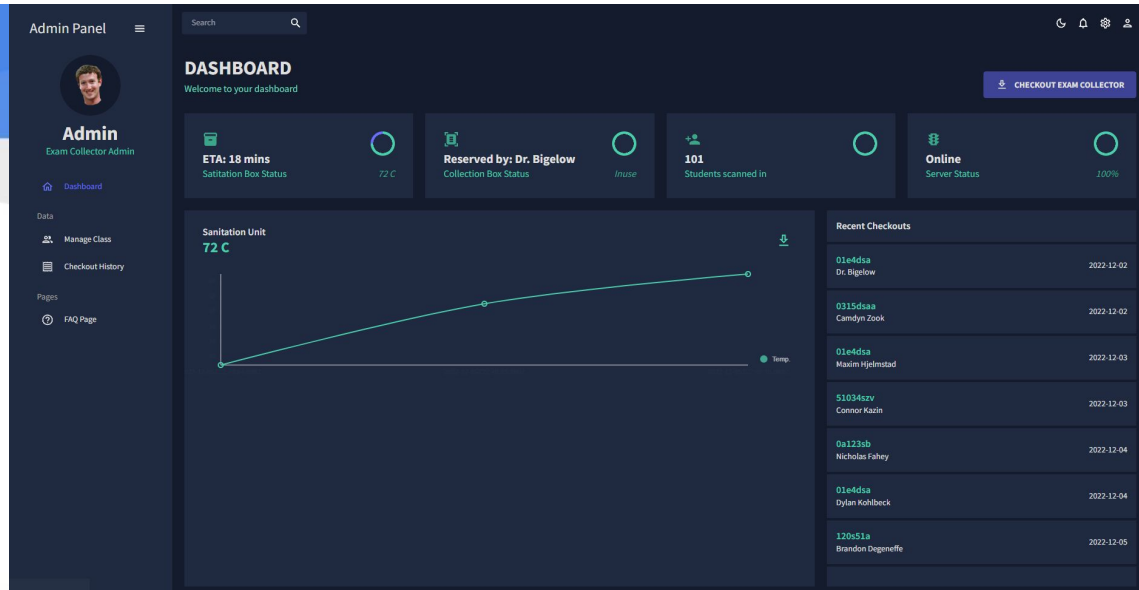 Admin Panel
Search
Admin
Exam Collector Admin
Dashboard
Data
Manage Class
Checkout History
Pages
FAQ Page
DASHBOARD
Welcome to your dashboard
CHECKOUT EXAM COLLECTOR
ETA: 18 mins
Satitation Box Status
72 C
Reserved by: Dr. Bigelow
Collection Box Status
Inuse
101
Students scanned in
Online
Server Status
100%
Sanitation Unit
72 C
Temp.
Recent Checkouts
01e4dsa
Dr. Bigelow
2022-12-02
0315dsaa
Camdyn Zook
2022-12-02
01e4dsa
Maxim Hjelmstad
2022-12-03
51034szv
Connor Kazin
2022-12-03
0a123sb
Nicholas Fahey
2022-12-04
01e4dsa
Dylan Kohlbeck
2022-12-04
120s51a
Brandon Degeneffe
2022-12-05